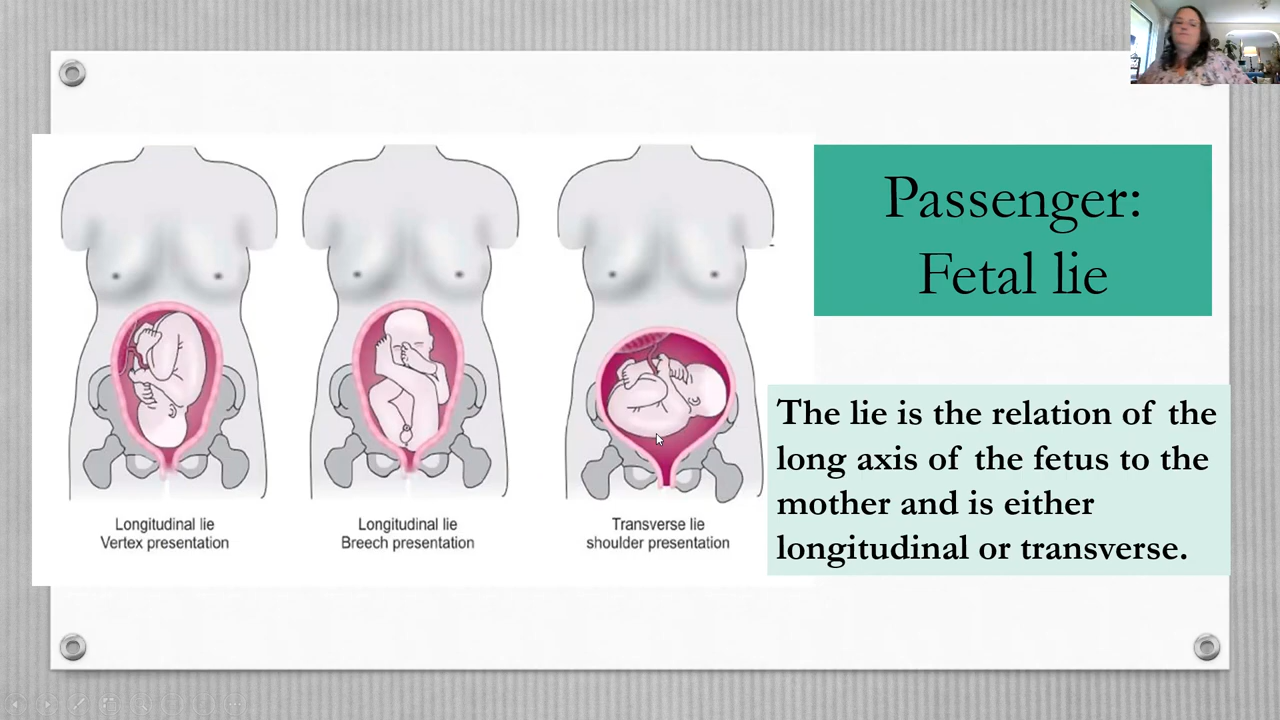 Passenger:
Fetal lie
The lie is the relation of the
long axis of the fetus to the
mother and is either
longitudinal or transverse.
Longitudinal lie
Vertex presentation
Longitudinal lie
Breech presentation
Transverse lie
shoulder presentation